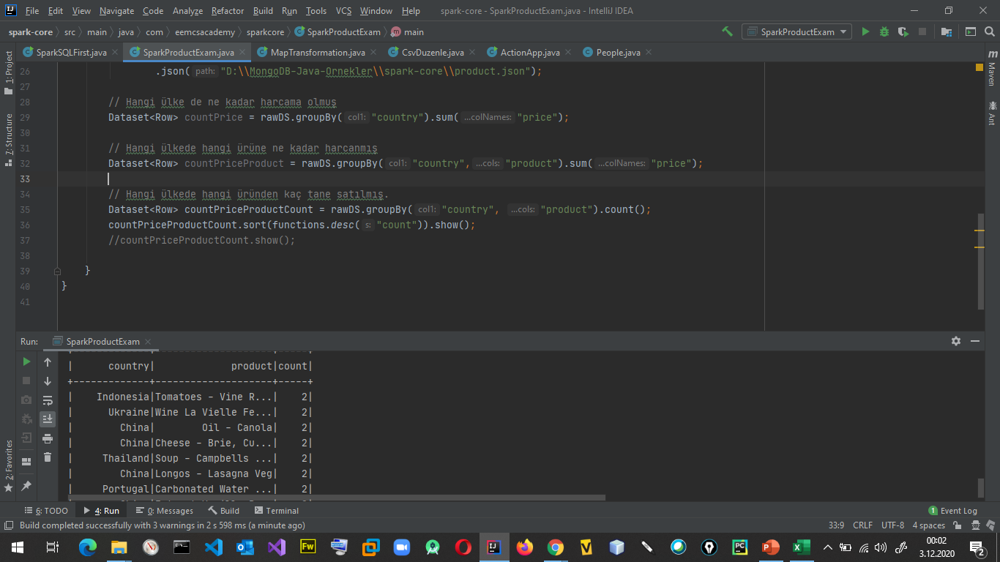 File Edit View Navigate Code Analyze Refactor Build Run Tools VCS Window Help spark-core - SparkProductExam.java - IntelliJ IDEA
spark-core src main java com eemcsacademy sparkcore SparkProductExam main SparkProductExam
SparkSQLFirst.java SparkProductExam.java MapTransformation.java CsvDuzenle.java ActionApp.java People.java
1: Project
7: Structure
2: Favorites
Maven
Ant
26 .json( path: "D:\\MongoDB-Java-Ornekler\\spark-core\\product.json");
27
28 // Hangi ülke de ne kadar harcama olmuş
29 Dataset<Row> countPrice = rawDS.groupBy( col1: "country").sum( ...colNames: "price");
30
31 // Hangi ülkede hangi ürüne ne kadar harcanmış
32 Dataset<Row> countPriceProduct = rawDS.groupBy( col1: "country", ...cols: "product").sum( ...colNames: "price");
33
34 // Hangi ülkede hangi üründen kaç tane satılmış.
35 Dataset<Row> countPriceProductCount = rawDS.groupBy( col1: "country", ...cols: "product").count();
36 countPriceProductCount.sort(functions.desc( s: "count")).show();
37 //countPriceProductCount.show();
38
39 }
40 }
41
Run: SparkProductExam
| country| product|count|
+-------------+--------------------+-----+
| Indonesia|Tomatoes - Vine R...| 2|
| Ukraine|Wine La Vielle Fe...| 2|
| China| Oil - Canola| 2|
| China|Cheese - Brie, Cu...| 2|
| Thailand|Soup - Campbells ...| 2|
| China|Longos - Lasagna Veg| 2|
| Portugal|Carbonated Water ...| 2|
6: TODO 4: Run 0: Messages Build Terminal 1 Event Log
Build completed successfully with 3 warnings in 2 s 598 ms (a minute ago) 33:9 CRLF UTF-8 4 spaces
00:02
3.12.2020
2